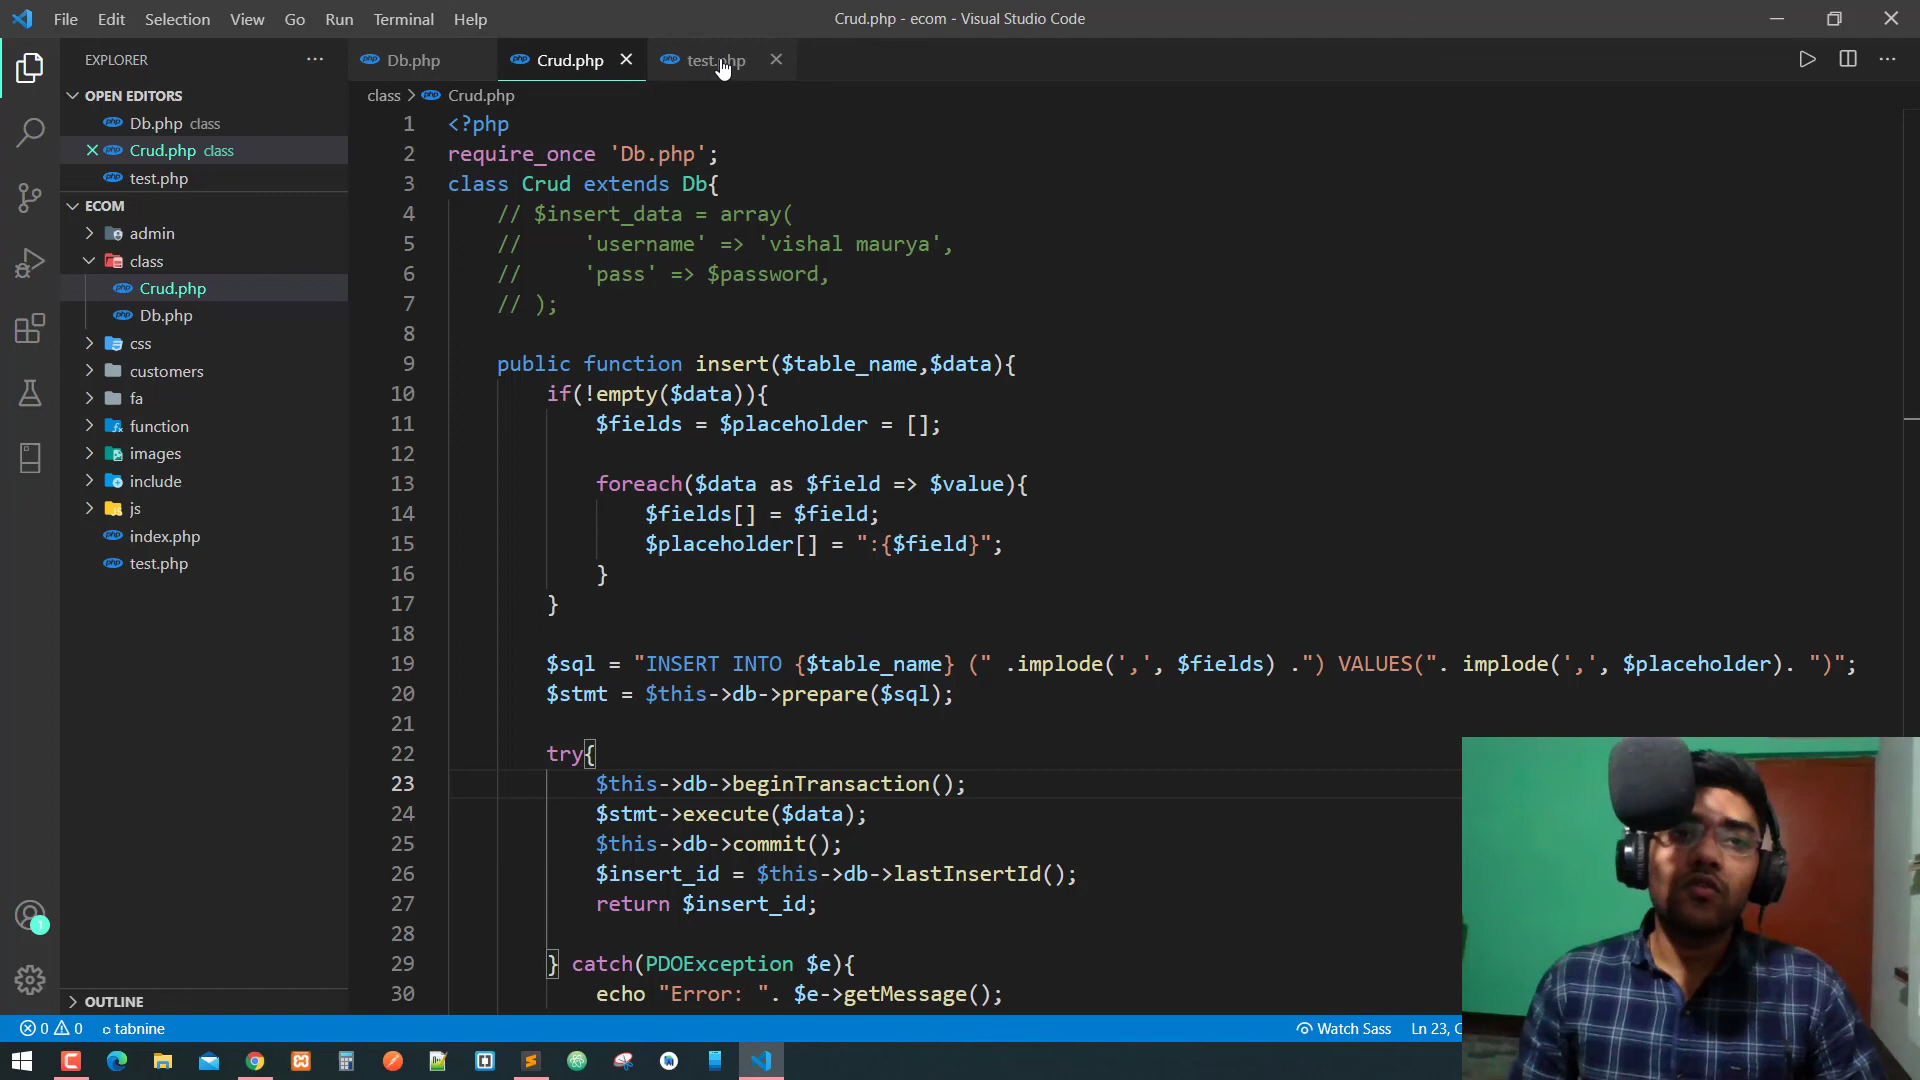 File Edit Selection View Go Run Terminal Help
Crud.php - ecom - Visual Studio Code
EXPLORER
Db.php
Crud.php
test.php
class > Crud.php
OPEN EDITORS
Db.php class
Crud.php class
test.php
ECOM
admin
class
Crud.php
Db.php
css
customers
fa
function
images
include
js
index.php
test.php
OUTLINE
1 <?php
2 require_once 'Db.php';
3 class Crud extends Db{
4 // $insert_data = array(
5 // 'username' => 'vishal maurya',
6 // 'pass' => $password,
7 // );
8
9 public function insert($table_name,$data){
10 if(!empty($data)){
11 $fields = $placeholder = [];
12
13 foreach($data as $field => $value){
14 $fields[] = $field;
15 $placeholder[] = ":{$field}";
16 }
17 }
18
19 $sql = "INSERT INTO {$table_name} (" .implode(',', $fields) .") VALUES(". implode(',', $placeholder). ")";
20 $stmt = $this->db->prepare($sql);
21
22 try{
23 $this->db->beginTransaction();
24 $stmt->execute($data);
25 $this->db->commit();
26 $insert_id = $this->db->lastInsertId();
27 return $insert_id;
28
29 } catch(PDOException $e){
30 echo "Error: ". $e->getMessage();
1
0 0 tabnine
Watch Sass
Ln 23, C